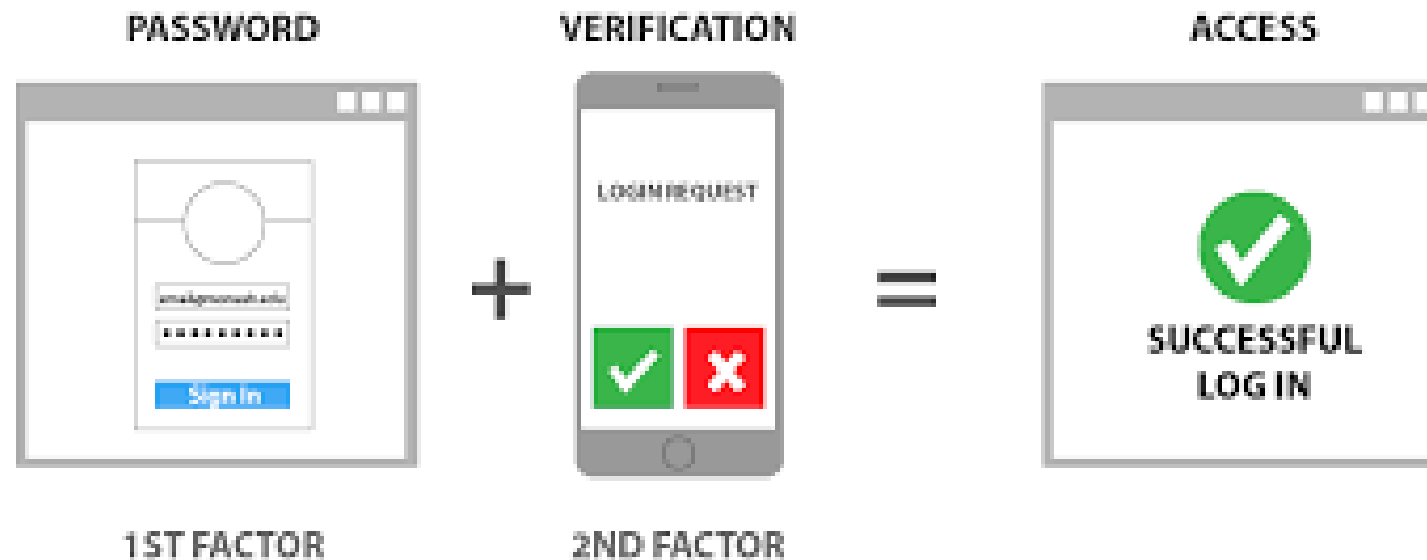 PASSWORD
VERIFICATION
ACCESS
LOGIN REQUEST
Sign In
SUCCESSFUL
LOG IN
1ST FACTOR
2ND FACTOR